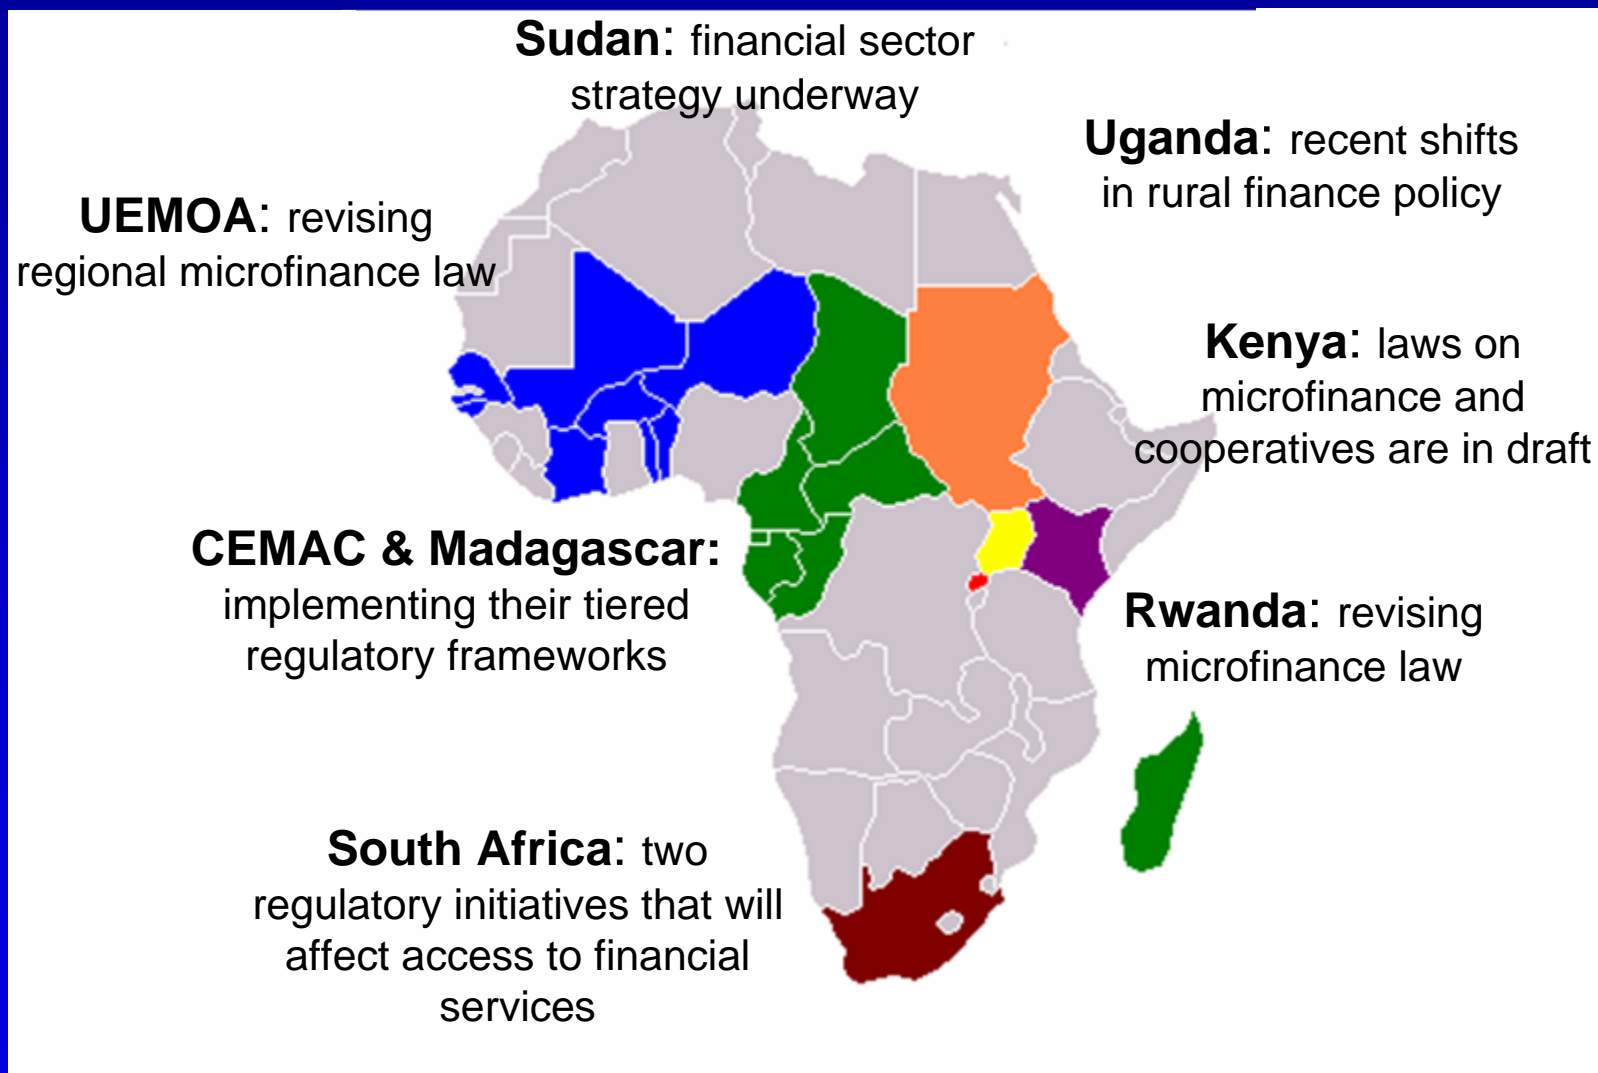 Sudan: financial sector
strategy underway
Uganda: recent shifts
in rural finance policy
UEMOA: revising
regional microfinance law
Kenya: laws on
microfinance and
cooperatives are in draft
CEMAC & Madagascar:
implementing their tiered
regulatory frameworks
Rwanda: revising
microfinance law
South Africa: two
regulatory initiatives that will
affect access to financial
services